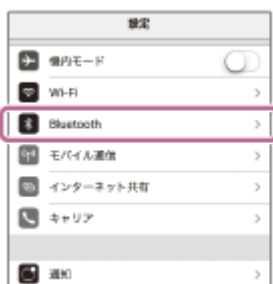 設定
機内モード
Wi-Fi
Bluetooth
モバイル通信
インターネット共有
キャリア
通知